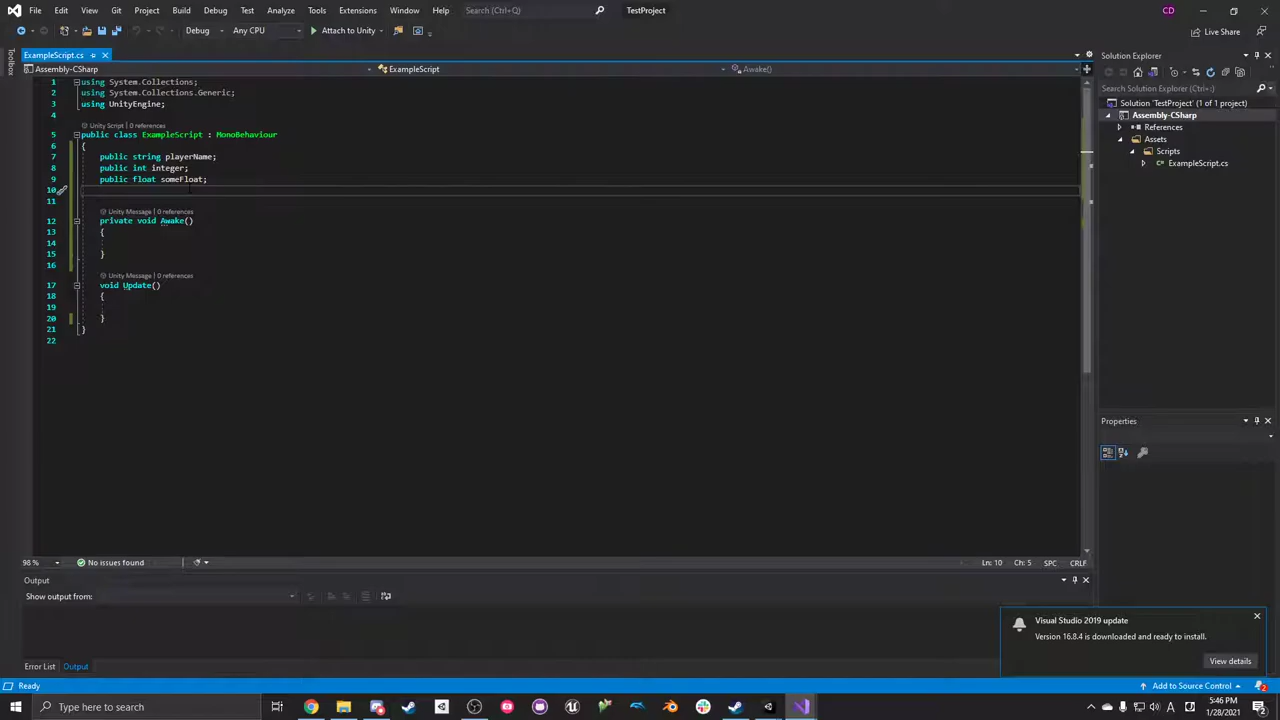 File Edit View Git Project Build Debug Test Analyze Tools Extensions Window Help Search (Ctrl+Q) TestProject CD
Debug Any CPU Attach to Unity Live Share
Toolbox
ExampleScript.cs
Assembly-CSharp ExampleScript Awake()
1 using System.Collections;
2 using System.Collections.Generic;
3 using UnityEngine;
4
Unity Script | 0 references
5 public class ExampleScript : MonoBehaviour
6 {
7 public string playerName;
8 public int integer;
9 public float someFloat;
10
11
Unity Message | 0 references
12 private void Awake()
13 {
14
15 }
16
Unity Message | 0 references
17 void Update()
18 {
19
20 }
21 }
22
98 % No issues found Ln: 10 Ch: 5 SPC CRLF
Output
Show output from:
Error List Output
Solution Explorer
Search Solution Explorer (Ctrl+;)
Solution 'TestProject' (1 of 1 project)
Assembly-CSharp
References
Assets
Scripts
ExampleScript.cs
Properties
Visual Studio 2019 update
Version 16.8.4 is downloaded and ready to install.
View details
Ready Add to Source Control 2
Type here to search
A 5:46 PM
1/28/2021